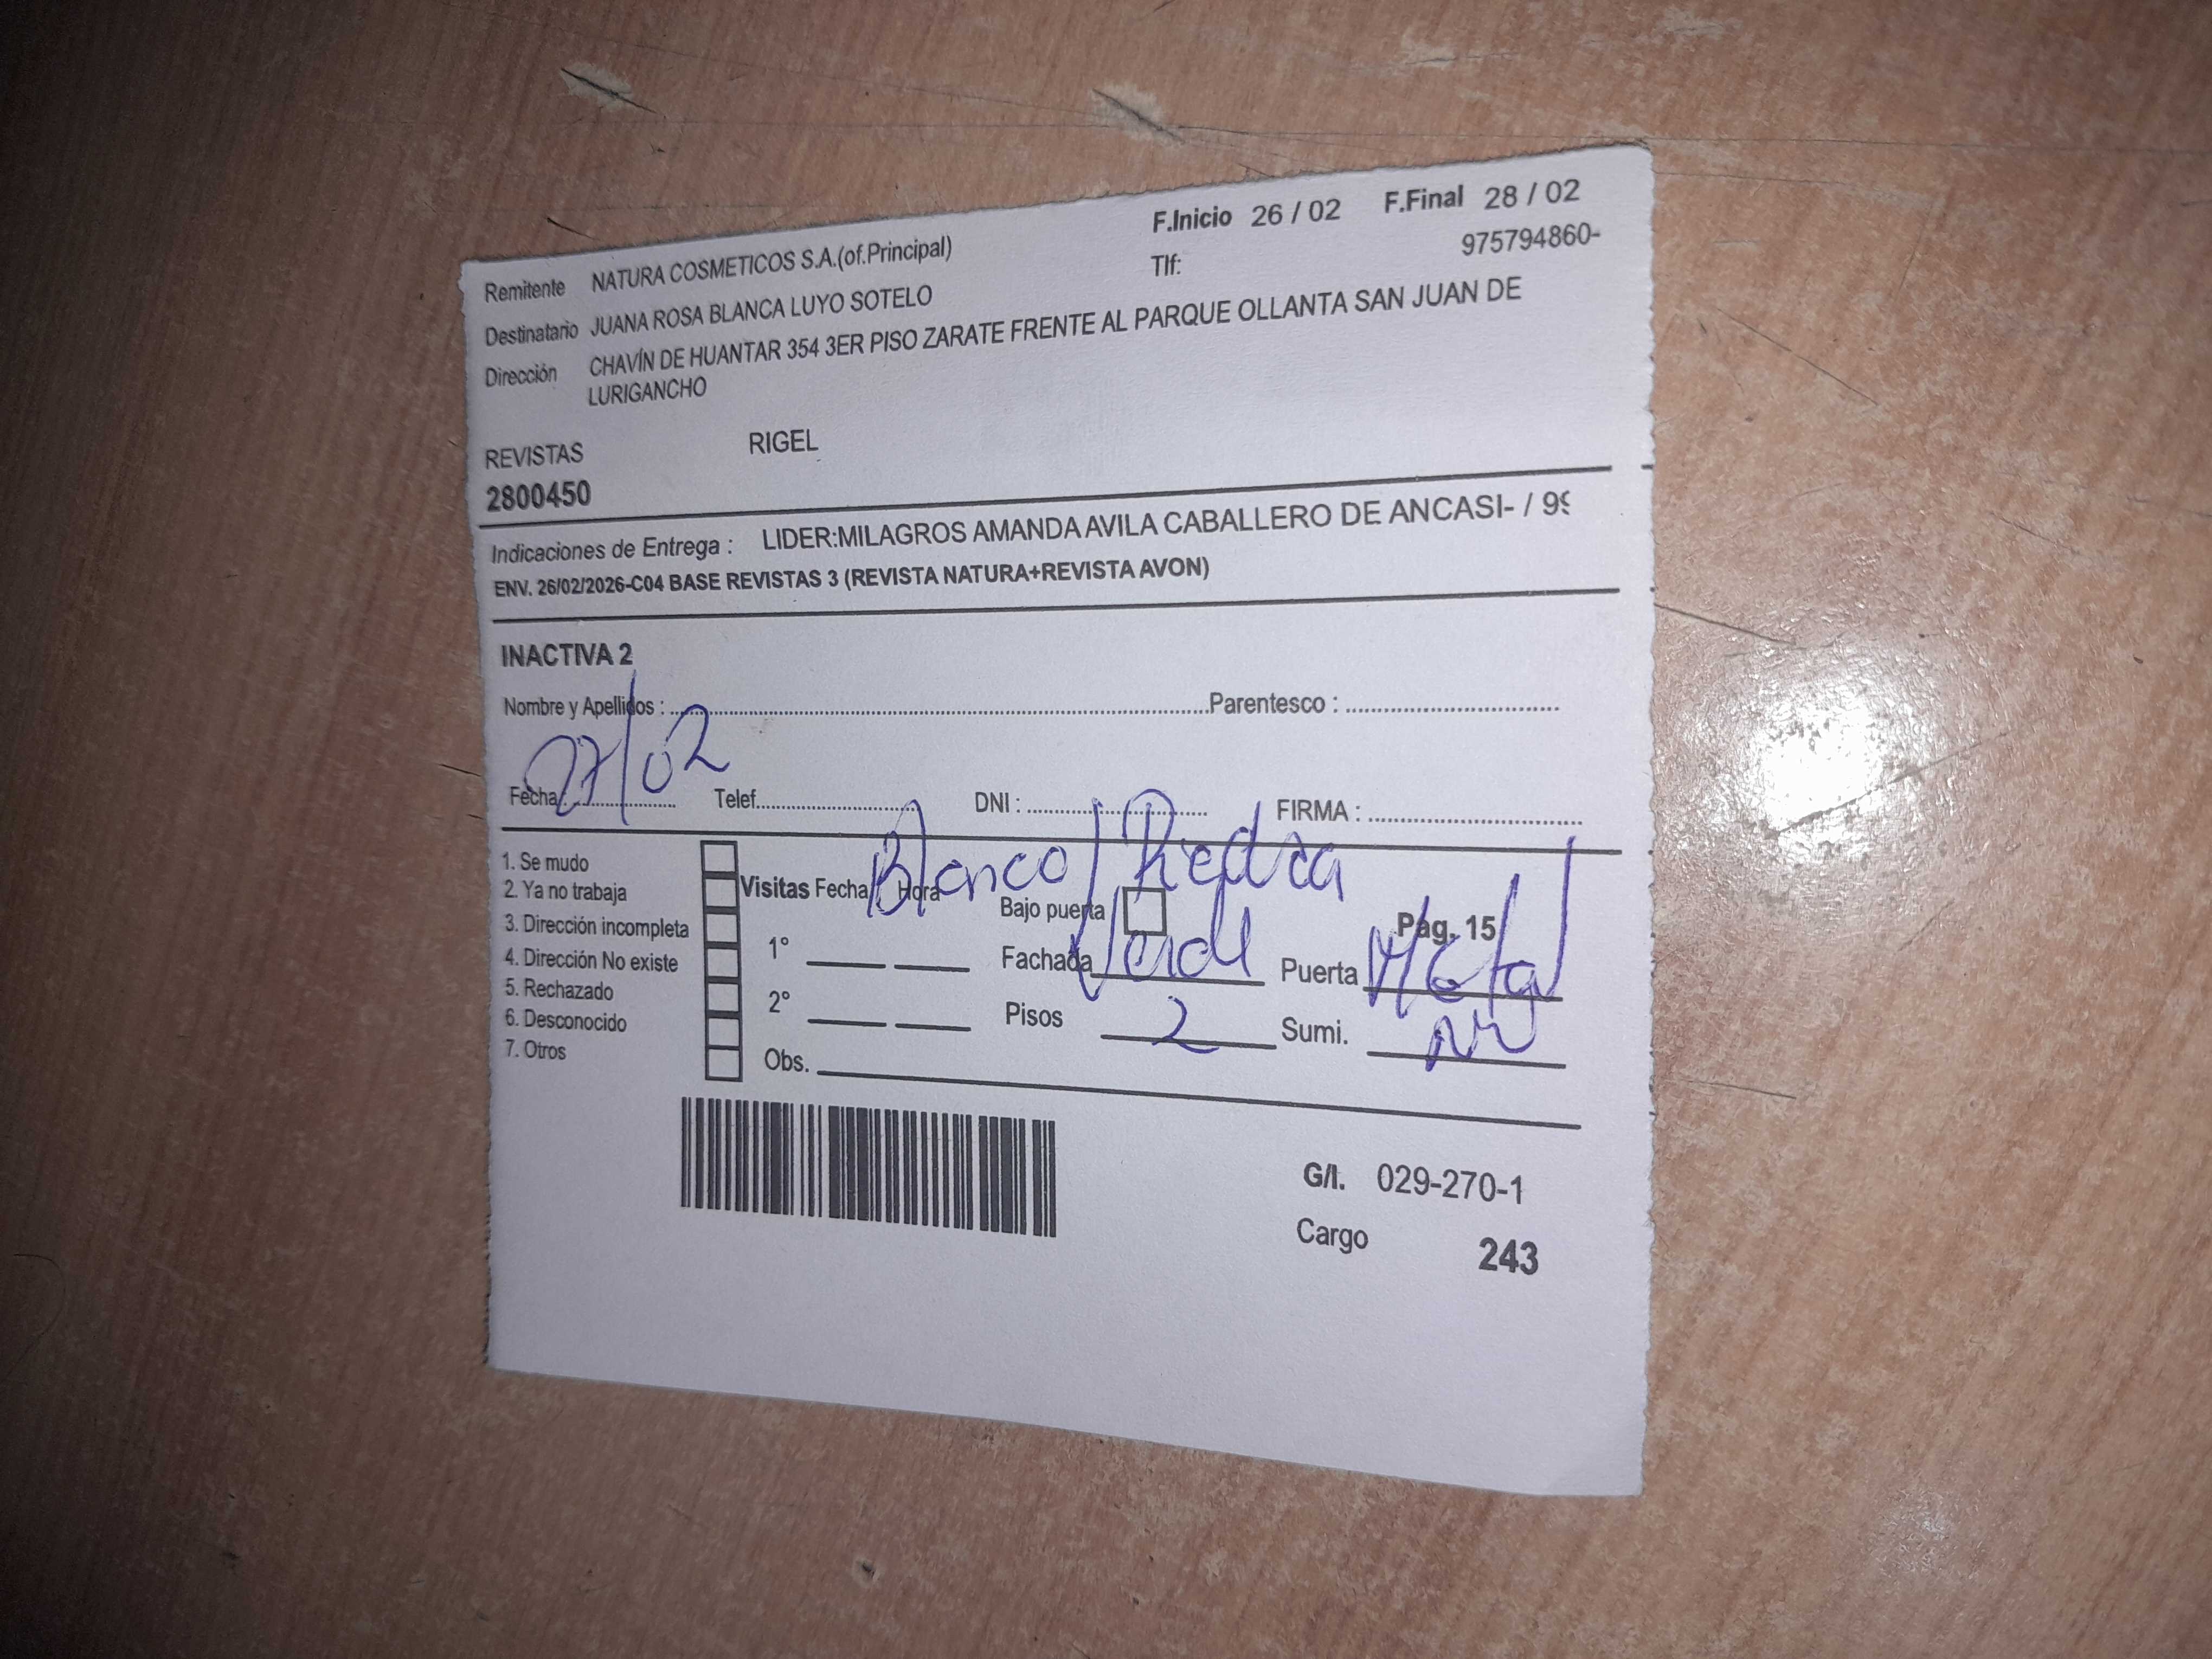 F.Inicio 26 / 02 F.Final 28 / 02
Remitente NATURA COSMETICOS S.A.(of.Principal) Tlf: 975794860-
Destinatario JUANA ROSA BLANCA LUYO SOTELO
Dirección CHAVÍN DE HUANTAR 354 3ER PISO ZARATE FRENTE AL PARQUE OLLANTA SAN JUAN DE
LURIGANCHO
REVISTAS RIGEL
2800450
Indicaciones de Entrega : LIDER:MILAGROS AMANDA AVILA CABALLERO DE ANCASI- / 99
ENV. 26/02/2026-C04 BASE REVISTAS 3 (REVISTA NATURA+REVISTA AVON)
INACTIVA 2
Nombre y Apellidos : Parentesco :
Fecha : 27/02 Telef. DNI : FIRMA :
1. Se mudo
2. Ya no trabaja
3. Dirección incompleta
4. Dirección No existe
5. Rechazado
6. Desconocido
7. Otros
Visitas Fecha Hora Blanco/Piedra
Bajo puerta Pág. 15
1° Fachada Verde Puerta Metal
2° Pisos 2 Sumi.
Obs.
G/I. 029-270-1
Cargo 243